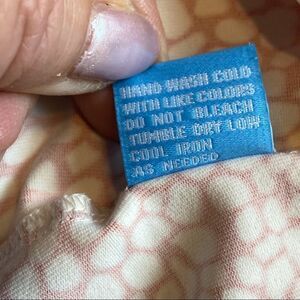 HAND WASH COLD
WITH LIKE COLORS
DO NOT BLEACH
TUMBLE DRY LOW
COOL IRON
AS NEEDED